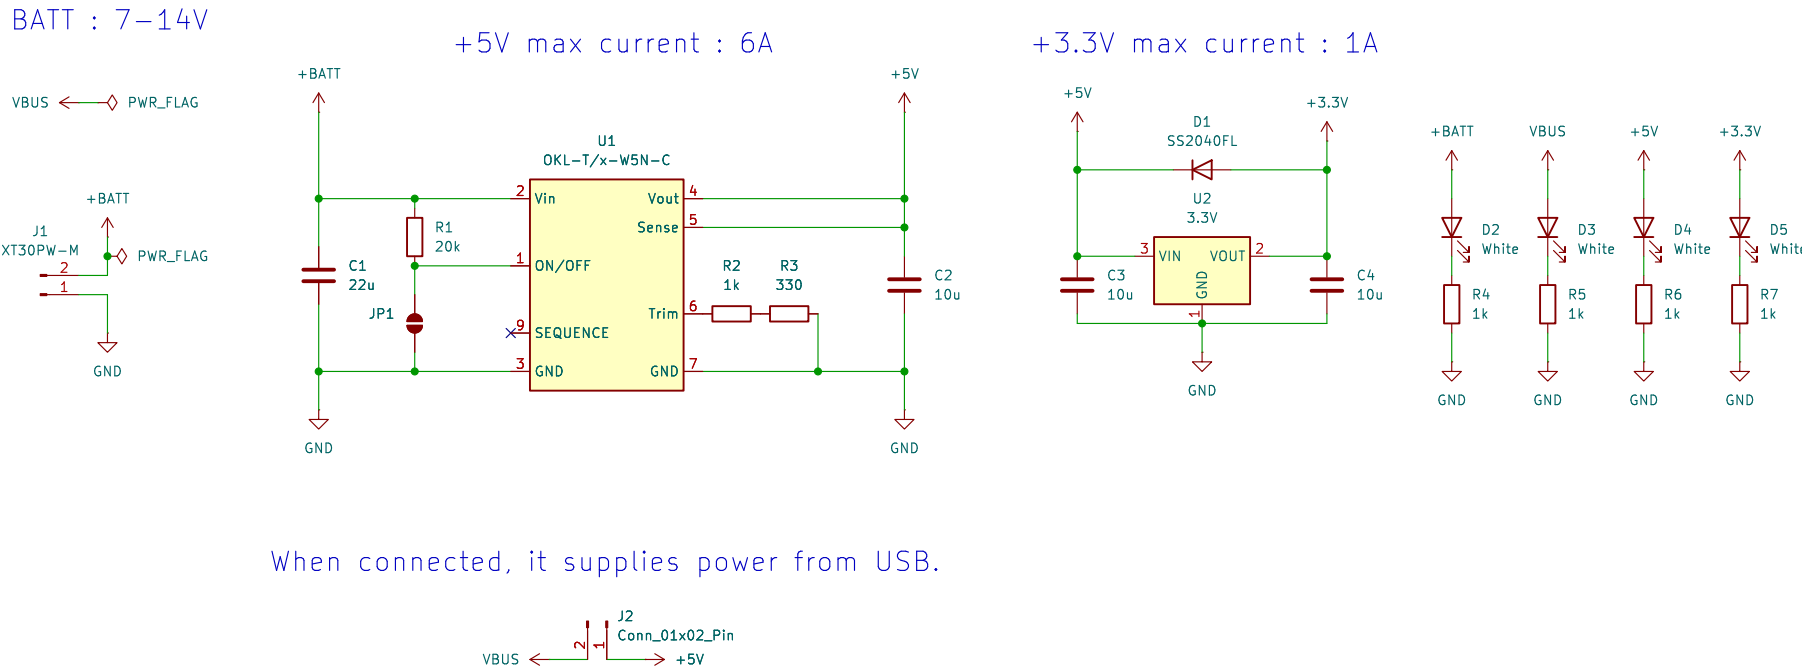 BATT : 7-14V
+5V max current : 6A
+3.3V max current : 1A
VBUS
PWR_FLAG
+BATT
J1
XT30PW-M
PWR_FLAG
2
1
GND
+BATT
+5V
U1
OKL-T/x-W5N-C
2
Vin
Vout
4
Sense
5
R1
20k
1
ON/OFF
C1
22u
JP1
Trim
6
R2
1k
R3
330
9
SEQUENCE
3
GND
GND
7
C2
10u
GND
GND
+5V
+3.3V
D1
SS2040FL
U2
3.3V
3
VIN
VOUT
2
GND
1
C3
10u
C4
10u
GND
+BATT
VBUS
+5V
+3.3V
D2
White
D3
White
D4
White
D5
R4
1k
R5
1k
R6
1k
R7
1k
GND
GND
GND
GND
When connected, it supplies power from USB.
J2
Conn_01x02_Pin
2
1
VBUS
+5V